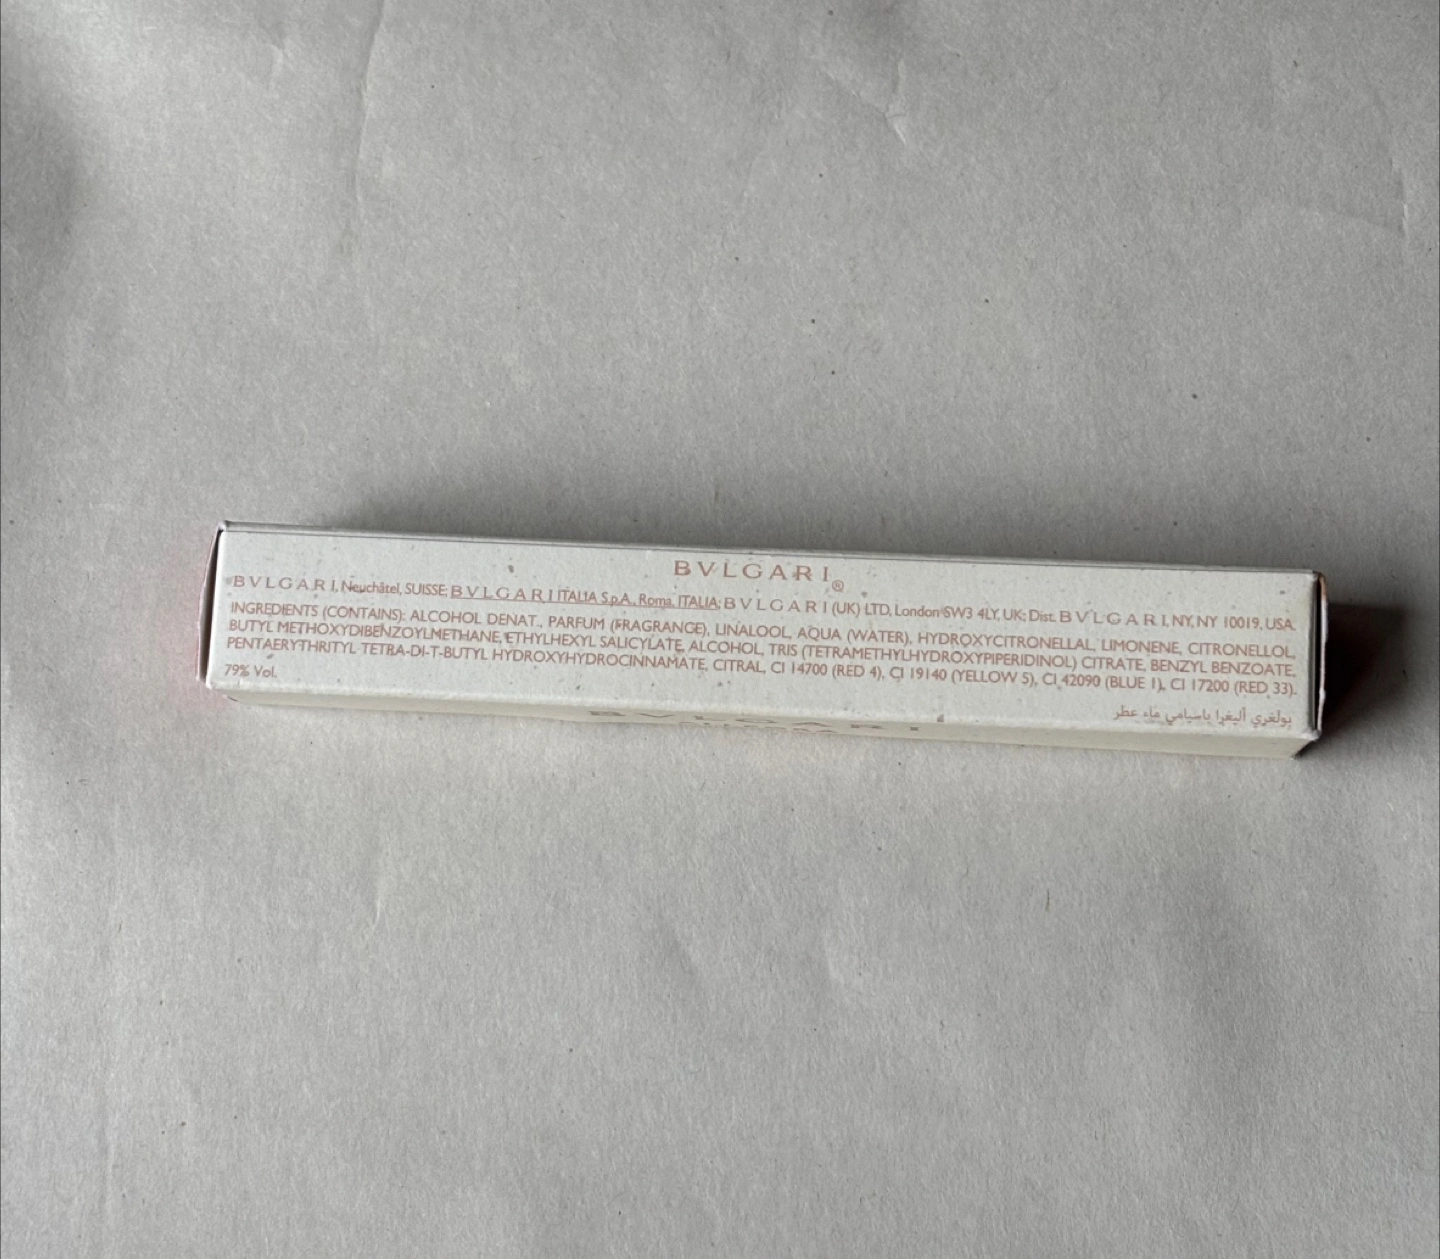 BVLGARI®
BVLGARI, Neuchâtel, SUISSE; BVLGARI ITALIA S.p.A., Roma, ITALIA; BVLGARI (UK) LTD, London SW3 4LY, UK; Dist. BVLGARI, NY, NY 10019, USA.
INGREDIENTS (CONTAINS): ALCOHOL DENAT., PARFUM (FRAGRANCE), LINALOOL, AQUA (WATER), HYDROXYCITRONELLAL, LIMONENE, CITRONELLOL,
BUTYL METHOXYDIBENZOYLMETHANE, ETHYLHEXYL SALICYLATE, ALCOHOL, TRIS (TETRAMETHYLHYDROXYPIPERIDINOL) CITRATE, BENZYL BENZOATE,
PENTAERYTHRITYL TETRA-DI-T-BUTYL HYDROXYHYDROCINNAMATE, CITRAL, CI 14700 (RED 4), CI 19140 (YELLOW 5), CI 42090 (BLUE 1), CI 17200 (RED 33).
79% Vol.
بولغري أليغرا باسيامي ماء عطر
BVLGARI